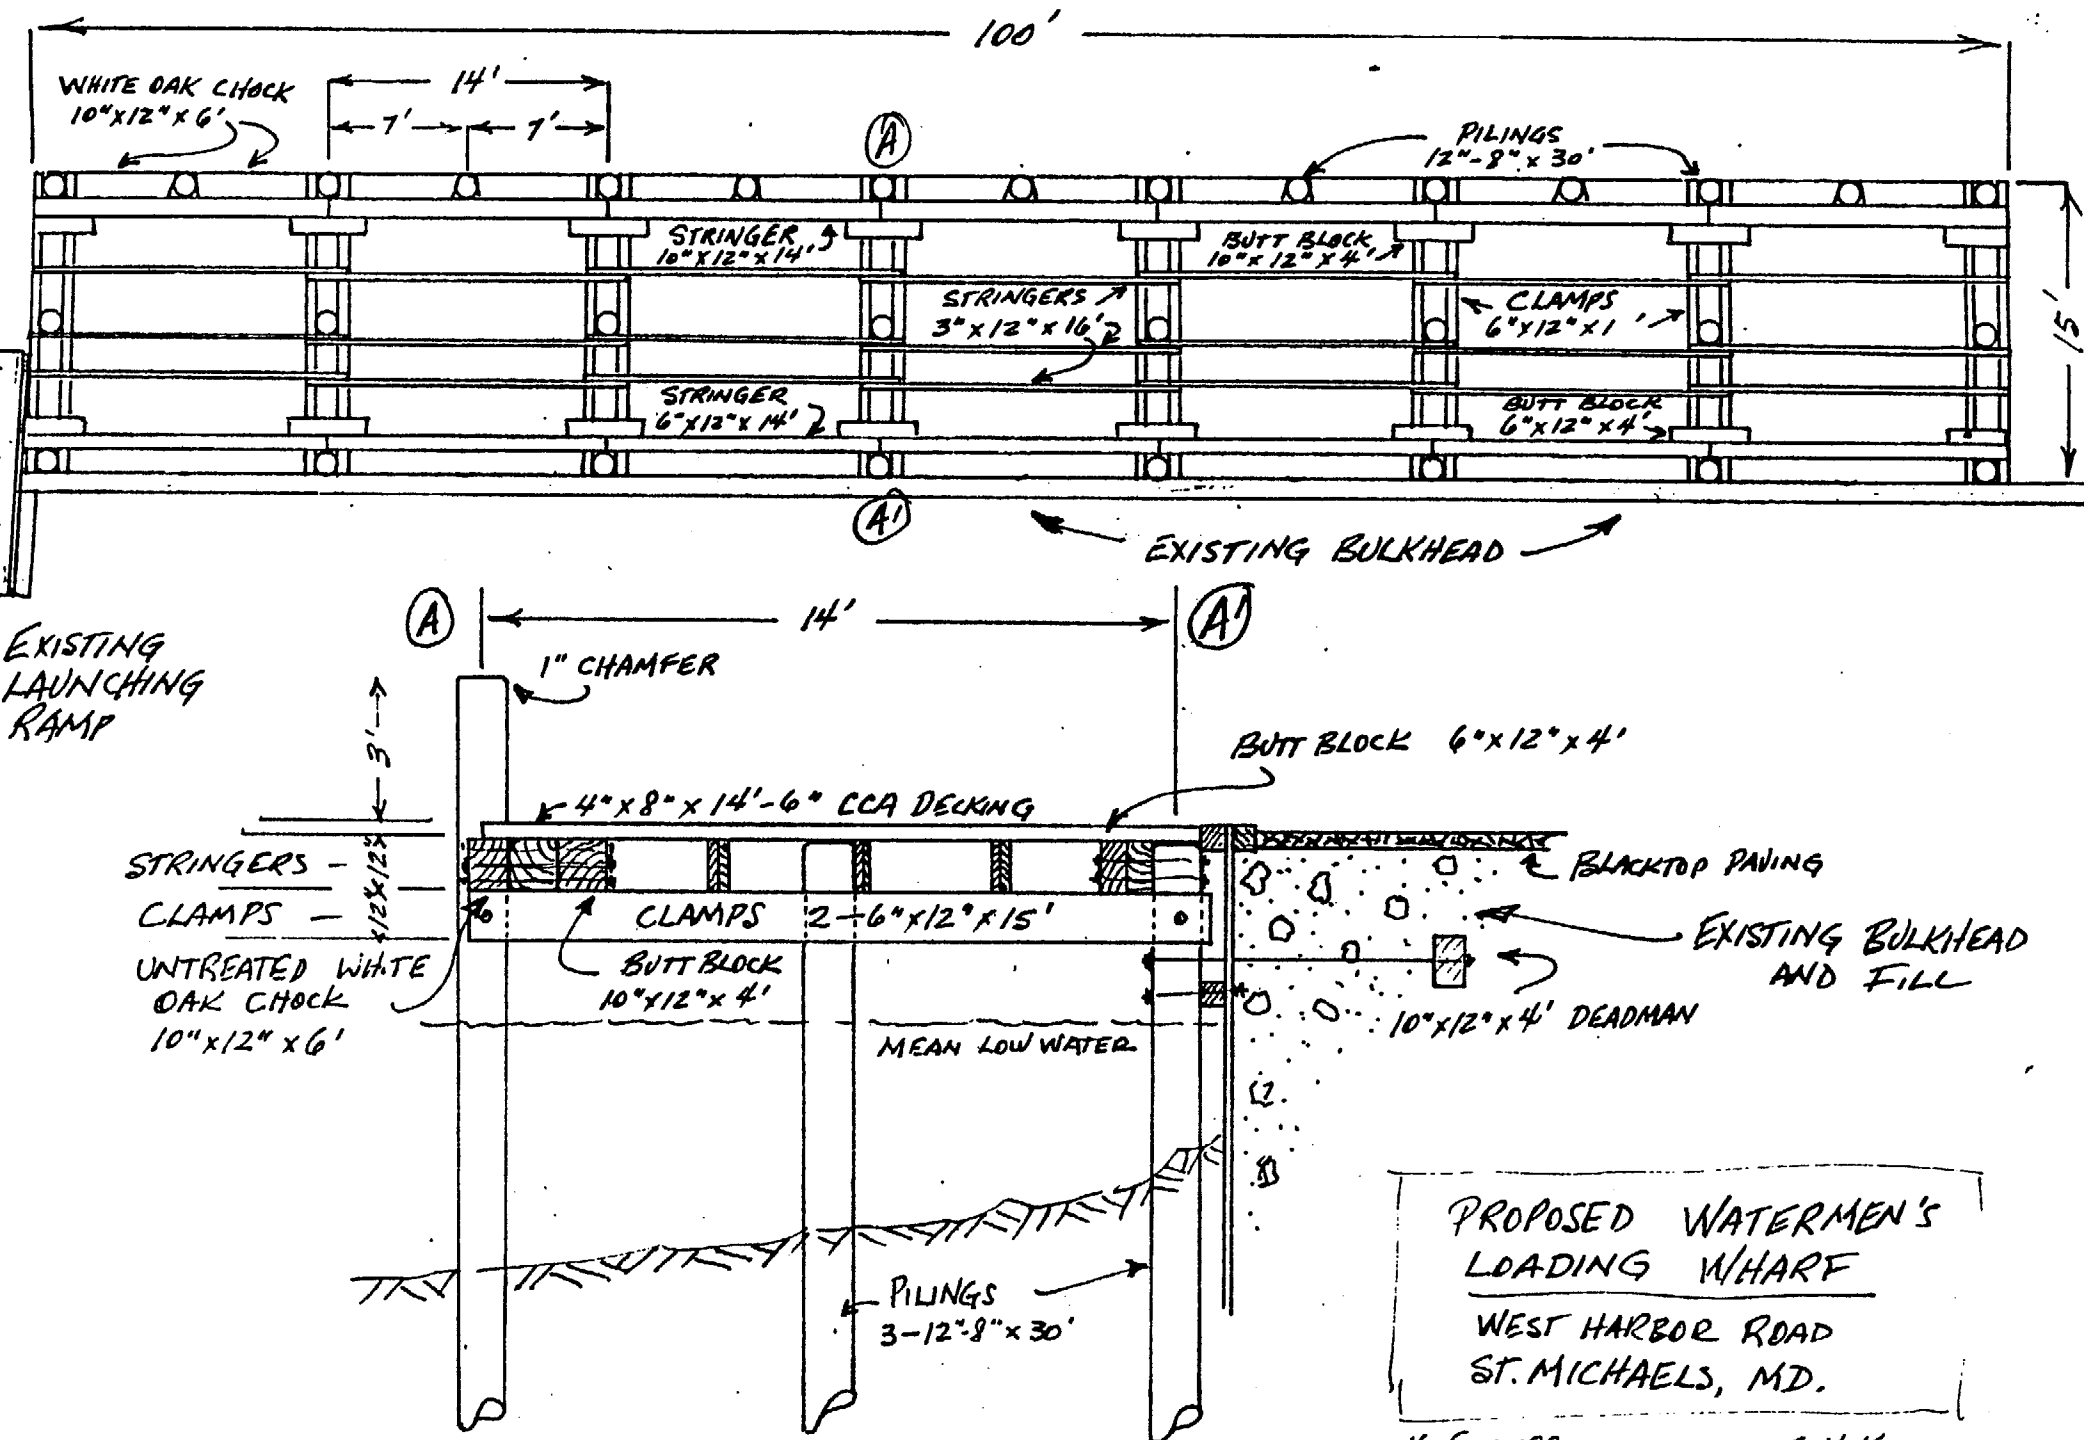 100'
WHITE OAK CHOCK
10"x12"x 6'
14'
7' 7'
A
PILINGS
12"-8" x 30'
STRINGER
10"x12"x14'
BUTT BLOCK
10"x12"x4'
STRINGERS
3"x12"x16'
CLAMPS
6"x12"x1 '
15'
STRINGER
6"x12"x14'
BUTT BLOCK
6"x12"x4'
A'
EXISTING BULKHEAD
EXISTING
LAUNCHING
RAMP
A
14'
A'
1" CHAMFER
3'
BUTT BLOCK 6"x12"x4'
4"x8"x14'-6" CCA DECKING
STRINGERS -
CLAMPS -
12" 12"
CLAMPS 2-6"x12"x15'
BLACKTOP PAVING
UNTREATED WHITE
OAK CHOCK
10"x12"x6'
BUTT BLOCK
10"x12"x4'
EXISTING BULKHEAD
AND FILL
10"x12"x4' DEADMAN
MEAN LOW WATER
PILINGS
3-12"-8"x30'
PROPOSED WATERMEN'S
LOADING WHARF
WEST HARBOR ROAD
ST. MICHAELS, MD.